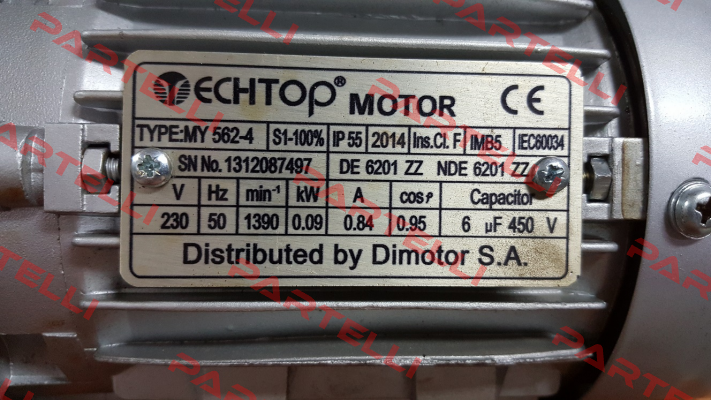 TECHTOP® MOTOR CE
TYPE:MY 562-4 S1-100% IP 55 2014 Ins.Cl. F IMB5 IEC60034
SN No. 1312087497 DE 6201 ZZ NDE 6201 ZZ
V Hz min⁻¹ kW A cosφ Capacitor
230 50 1390 0.09 0.84 0.95 6 µF 450 V
Distributed by Dimotor S.A.
PARTELLI
PARTELLI
PARTELLI
PARTELLI
PARTELLI
PARTELLI
PARTELLI